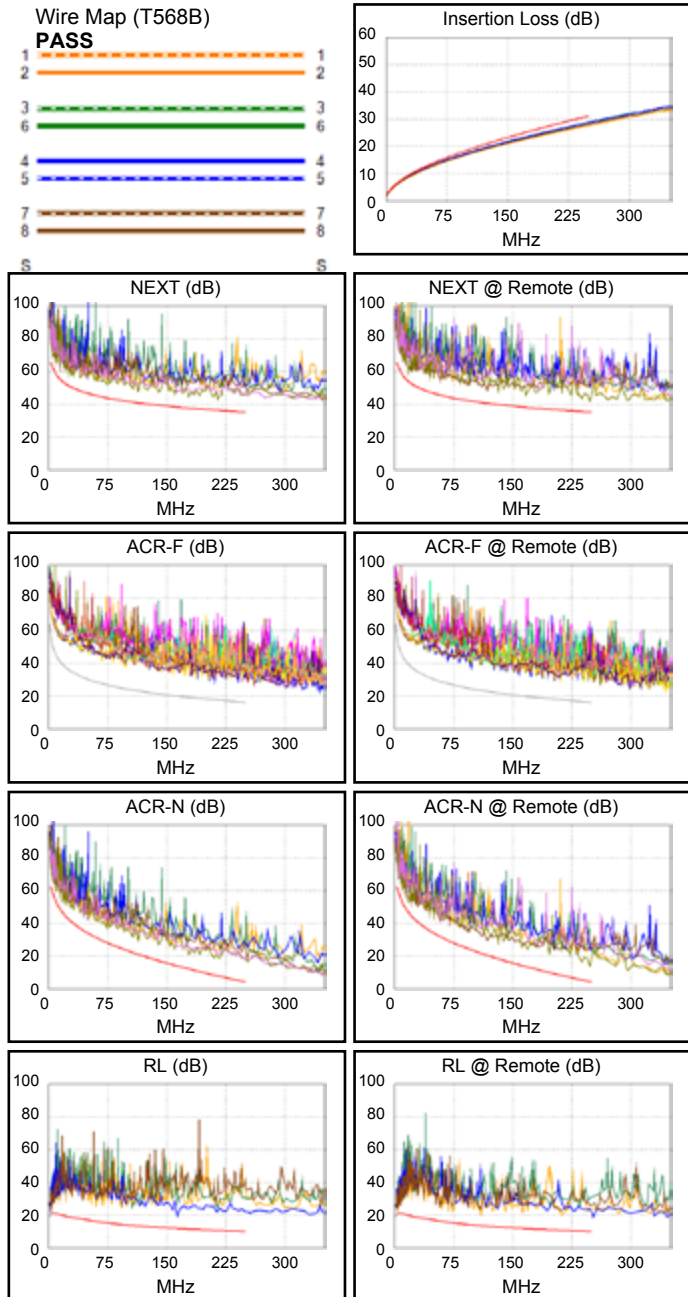 Wire Map (T568B)
PASS
1 1
2 2
3 3
6 6
4 4
5 5
7 7
8 8
S S
Insertion Loss (dB)
60
50
40
30
20
10
0
0 75 150 225 300
MHz
NEXT (dB)
100
80
60
40
20
0
0 75 150 225 300
MHz
NEXT @ Remote (dB)
100
80
60
40
20
0
0 75 150 225 300
MHz
ACR-F (dB)
100
80
60
40
20
0
0 75 150 225 300
MHz
ACR-F @ Remote (dB)
100
80
60
40
20
0
0 75 150 225 300
MHz
ACR-N (dB)
100
80
60
40
20
0
0 75 150 225 300
MHz
ACR-N @ Remote (dB)
100
80
60
40
20
0
0 75 150 225 300
MHz
RL (dB)
100
80
60
40
20
0
0 75 150 225 300
MHz
RL @ Remote (dB)
100
80
60
40
20
0
0 75 150 225 300
MHz